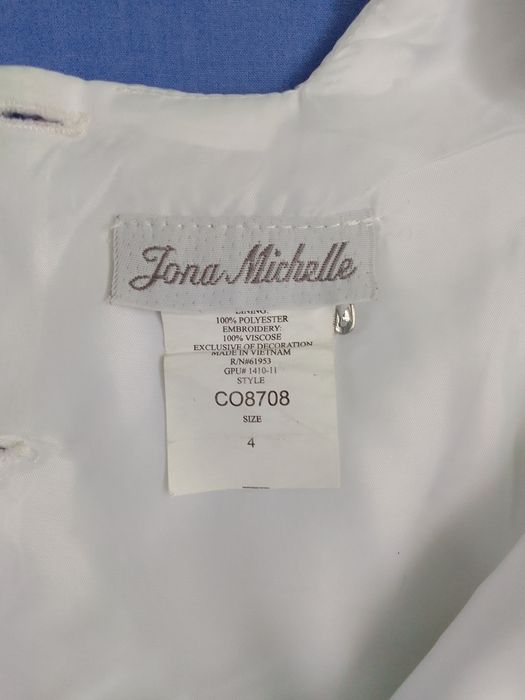 Jona Michelle
LINING:
100% POLYESTER
EMBROIDERY:
100% VISCOSE
EXCLUSIVE OF DECORATION
MADE IN VIETNAM
R/N#61953
GPU# 1410-11
STYLE
CO8708
SIZE
4